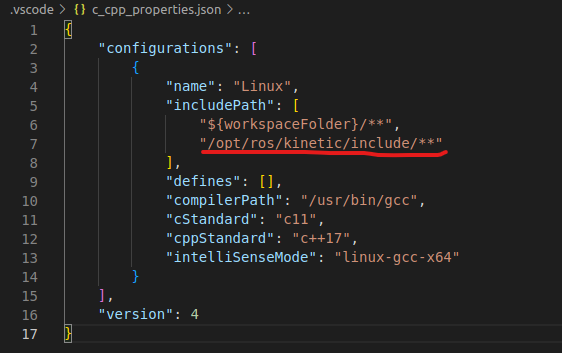 .vscode > {} c_cpp_properties.json > ...
1 {
2 "configurations": [
3 {
4 "name": "Linux",
5 "includePath": [
6 "${workspaceFolder}/**",
7 "/opt/ros/kinetic/include/**"
8 ],
9 "defines": [],
10 "compilerPath": "/usr/bin/gcc",
11 "cStandard": "c11",
12 "cppStandard": "c++17",
13 "intelliSenseMode": "linux-gcc-x64"
14 }
15 ],
16 "version": 4
17 }